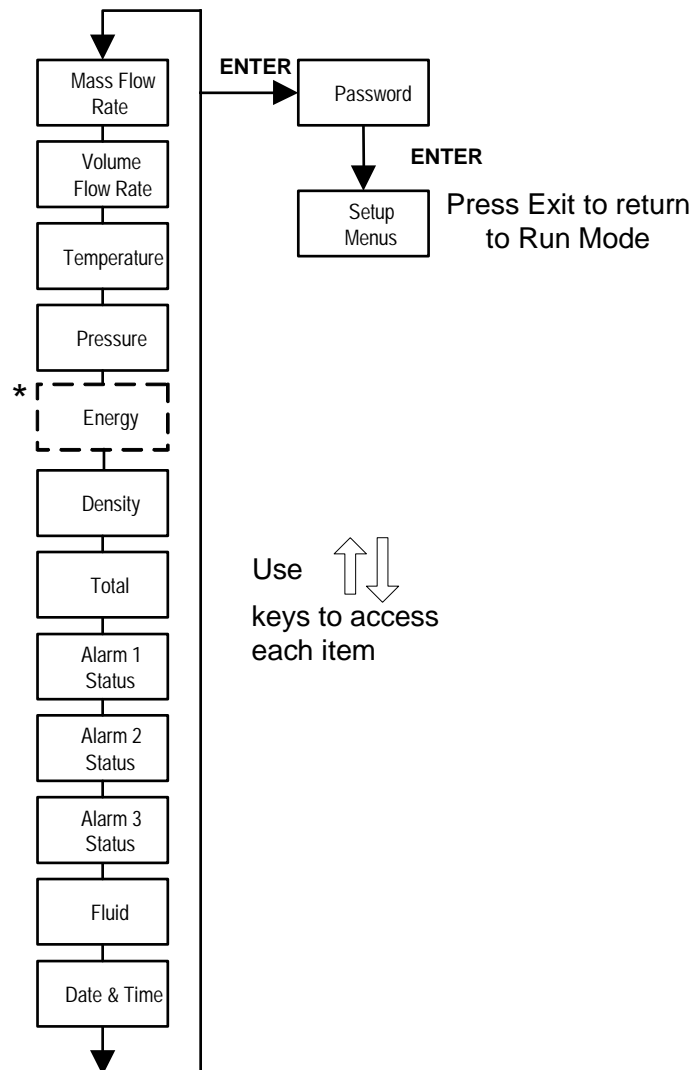 Mass Flow
Rate
Volume
Flow Rate
Temperature
Pressure
*
Energy
Density
Total
Alarm 1
Status
Alarm 2
Status
Alarm 3
Status
Fluid
Date & Time
ENTER
Password
ENTER
Setup
Menus
Press Exit to return
to Run Mode
Use
keys to access
each item